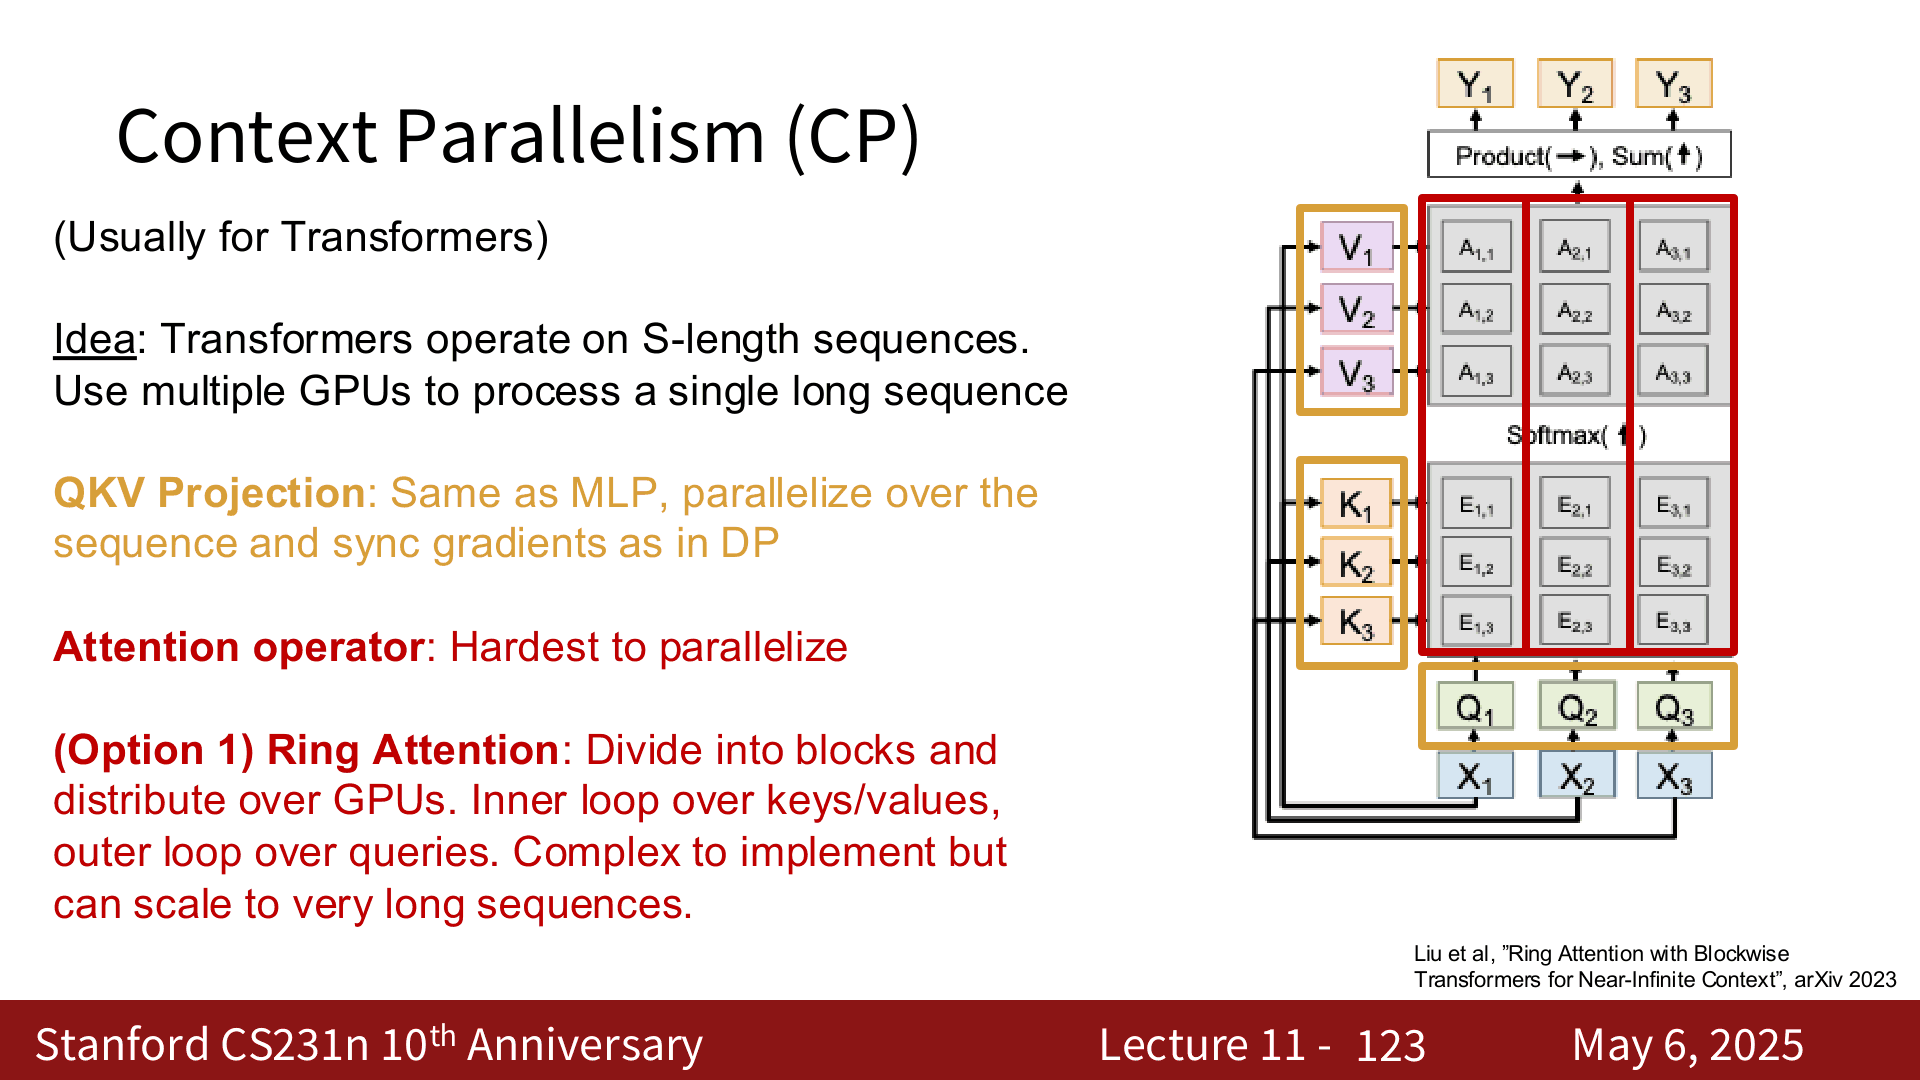 Context Parallelism (CP)
(Usually for Transformers)
Idea: Transformers operate on S-length sequences.
Use multiple GPUs to process a single long sequence
QKV Projection: Same as MLP, parallelize over the
sequence and sync gradients as in DP
Attention operator: Hardest to parallelize
(Option 1) Ring Attention: Divide into blocks and
distribute over GPUs. Inner loop over keys/values,
outer loop over queries. Complex to implement but
can scale to very long sequences.
Y1 Y2 Y3
Product(→), Sum(↑)
V1 A1,1 A2,1 A3,1
V2 A1,2 A2,2 A3,2
V3 A1,3 A2,3 A3,3
Softmax(↑)
K1 E1,1 E2,1 E3,1
K2 E1,2 E2,2 E3,2
K3 E1,3 E2,3 E3,3
Q1 Q2 Q3
X1 X2 X3
Liu et al, ”Ring Attention with Blockwise
Transformers for Near-Infinite Context”, arXiv 2023
Stanford CS231n 10th Anniversary Lecture 11 - 123 May 6, 2025